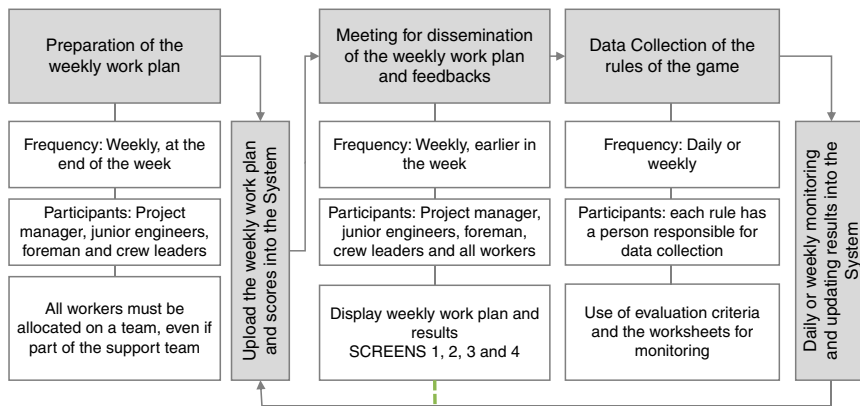 Preparation of the
weekly work plan
Frequency: Weekly, at the
end of the week
Participants: Project
manager, junior engineers,
foreman and crew leaders
All workers must be
allocated on a team, even if
part of the support team
Upload the weekly work plan
and scores into the System
Meeting for dissemination
of the weekly work plan
and feedbacks
Frequency: Weekly, earlier in
the week
Participants: Project manager,
junior engineers, foreman,
crew leaders and all workers
Display weekly work plan and
results
SCREENS 1, 2, 3 and 4
Data Collection of the
rules of the game
Frequency: Daily or
weekly
Participants: each rule has
a person responsible for
data collection
Use of evaluation criteria
and the worksheets for
monitoring
Daily or weekly monitoring
and updating results into the
System